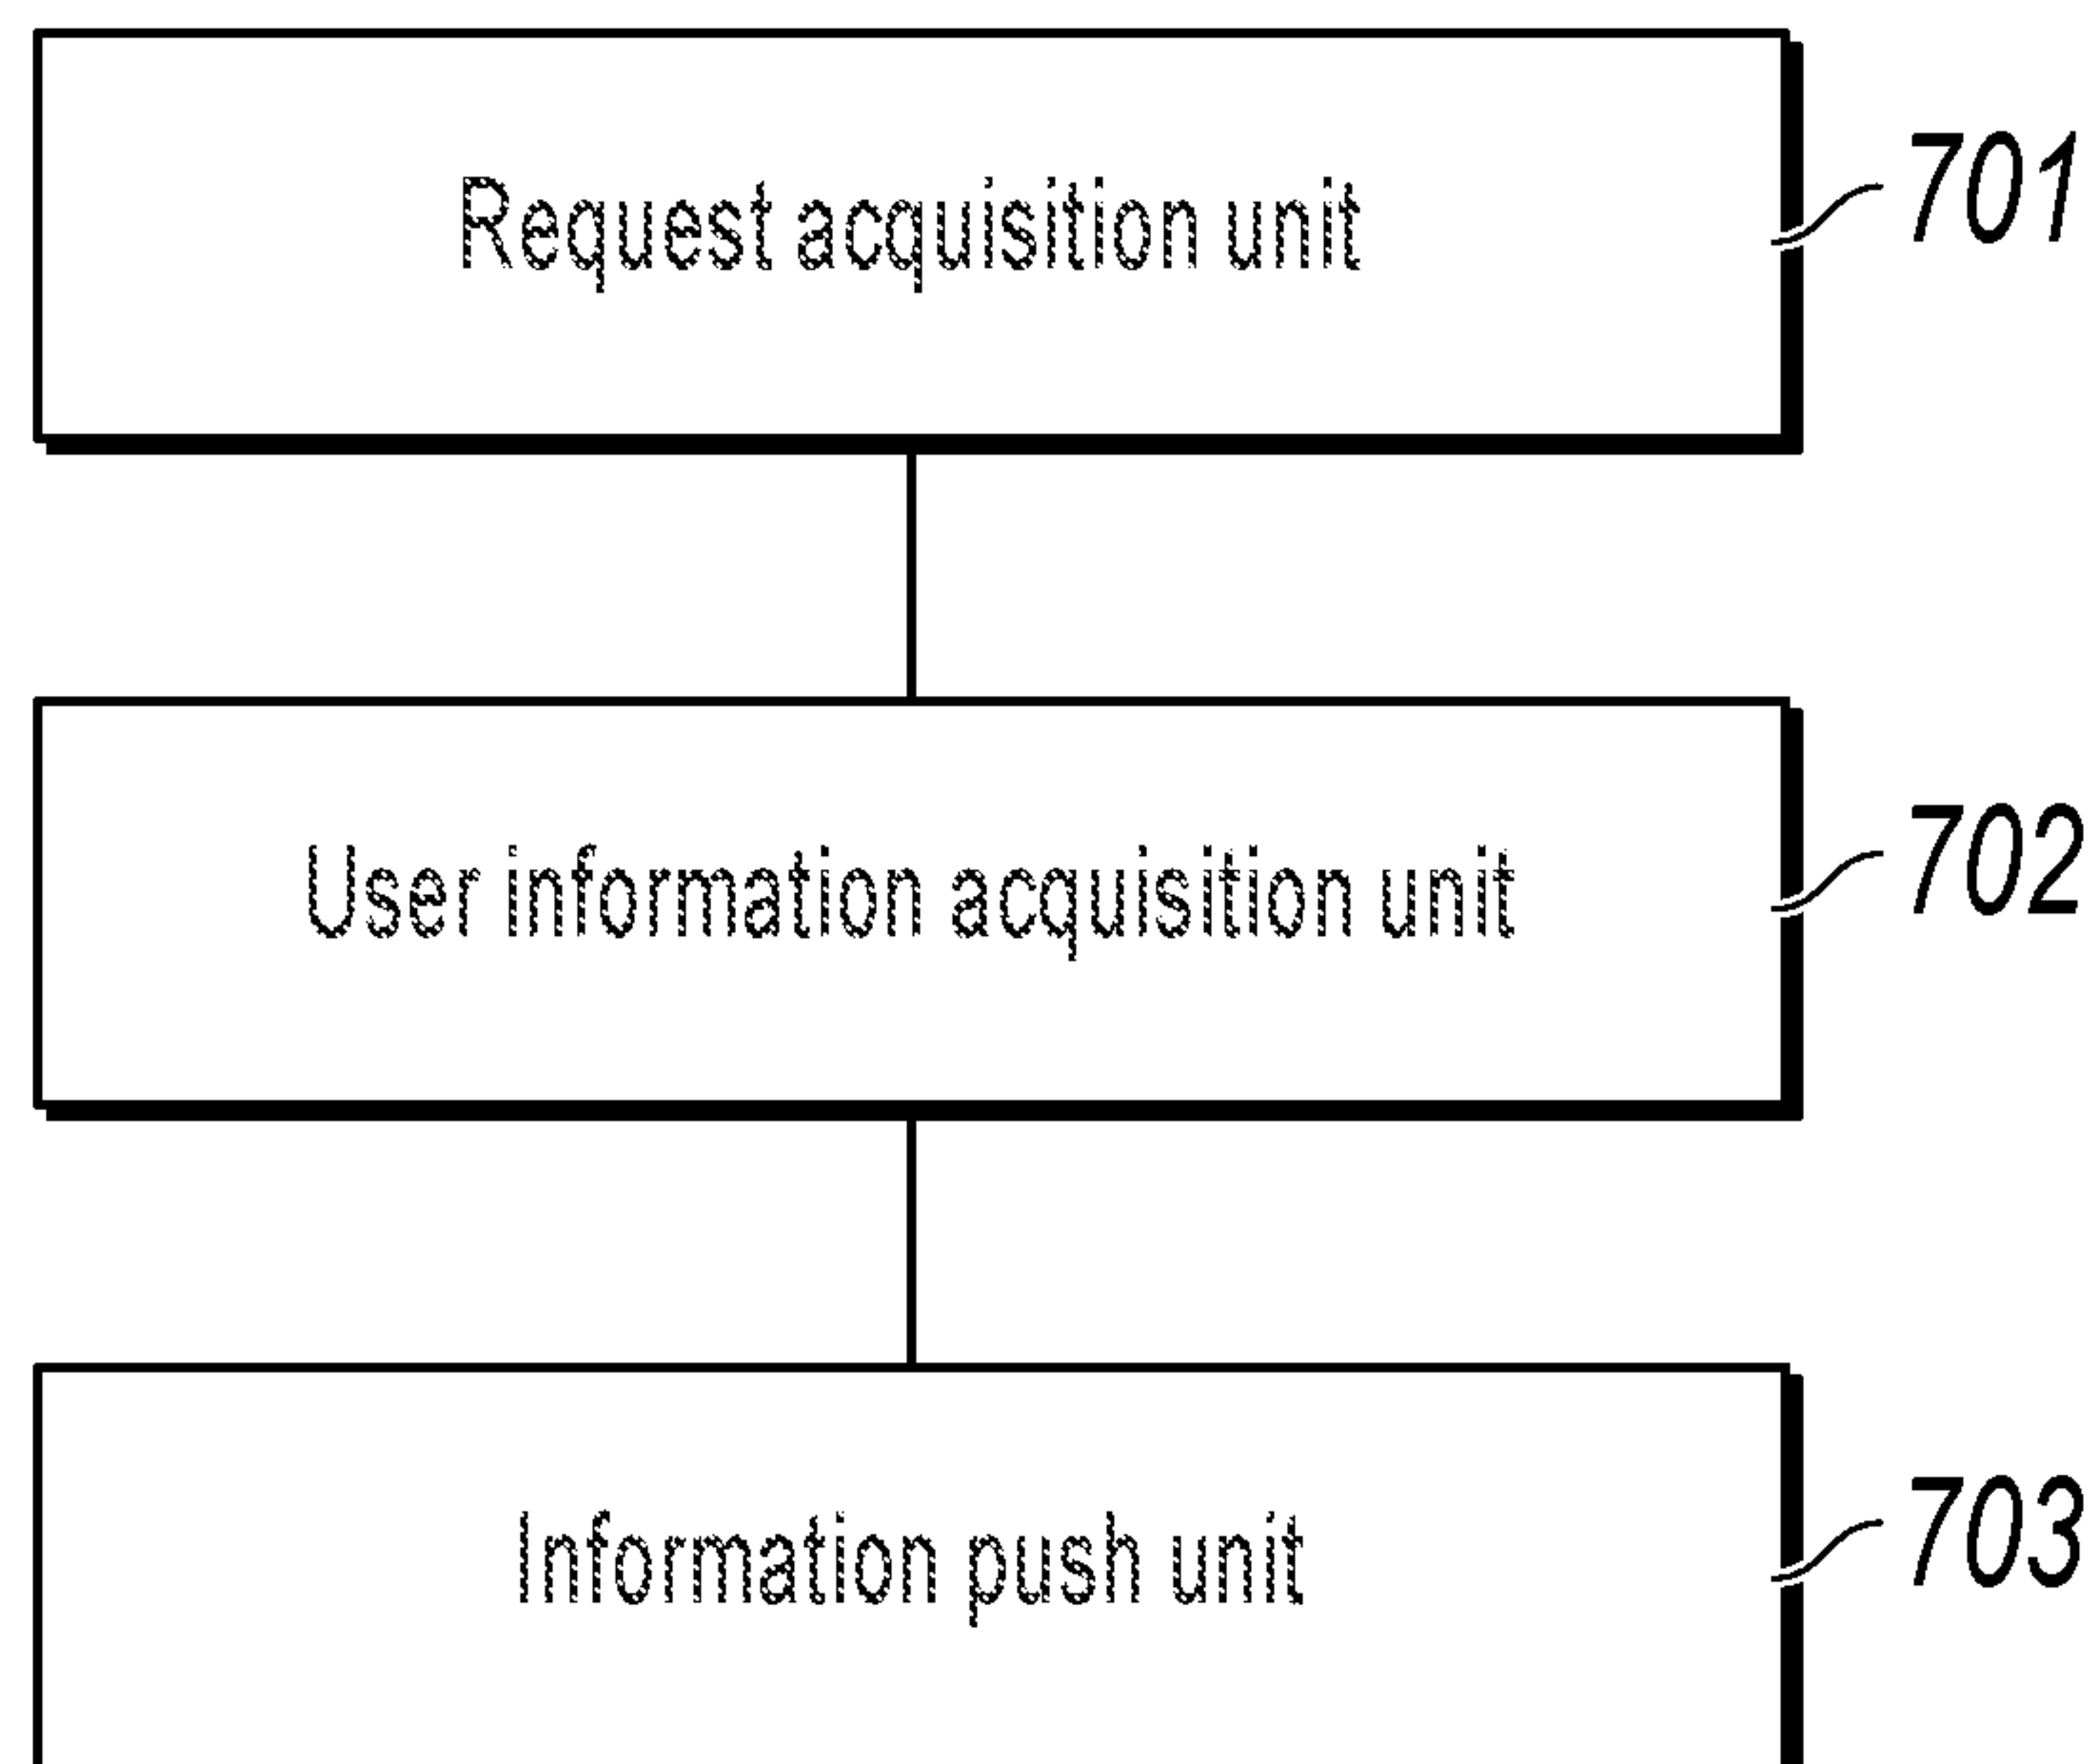 Request acquisition unit
701
User information acquisition unit
702
Information push unit
703